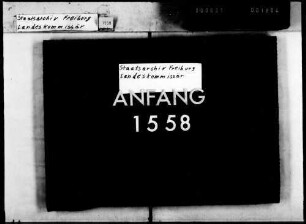 Staatsarchiv Freiburg
Landeskommissär
Staatsarchiv Freiburg
Landeskommissär
ANFANG
1558